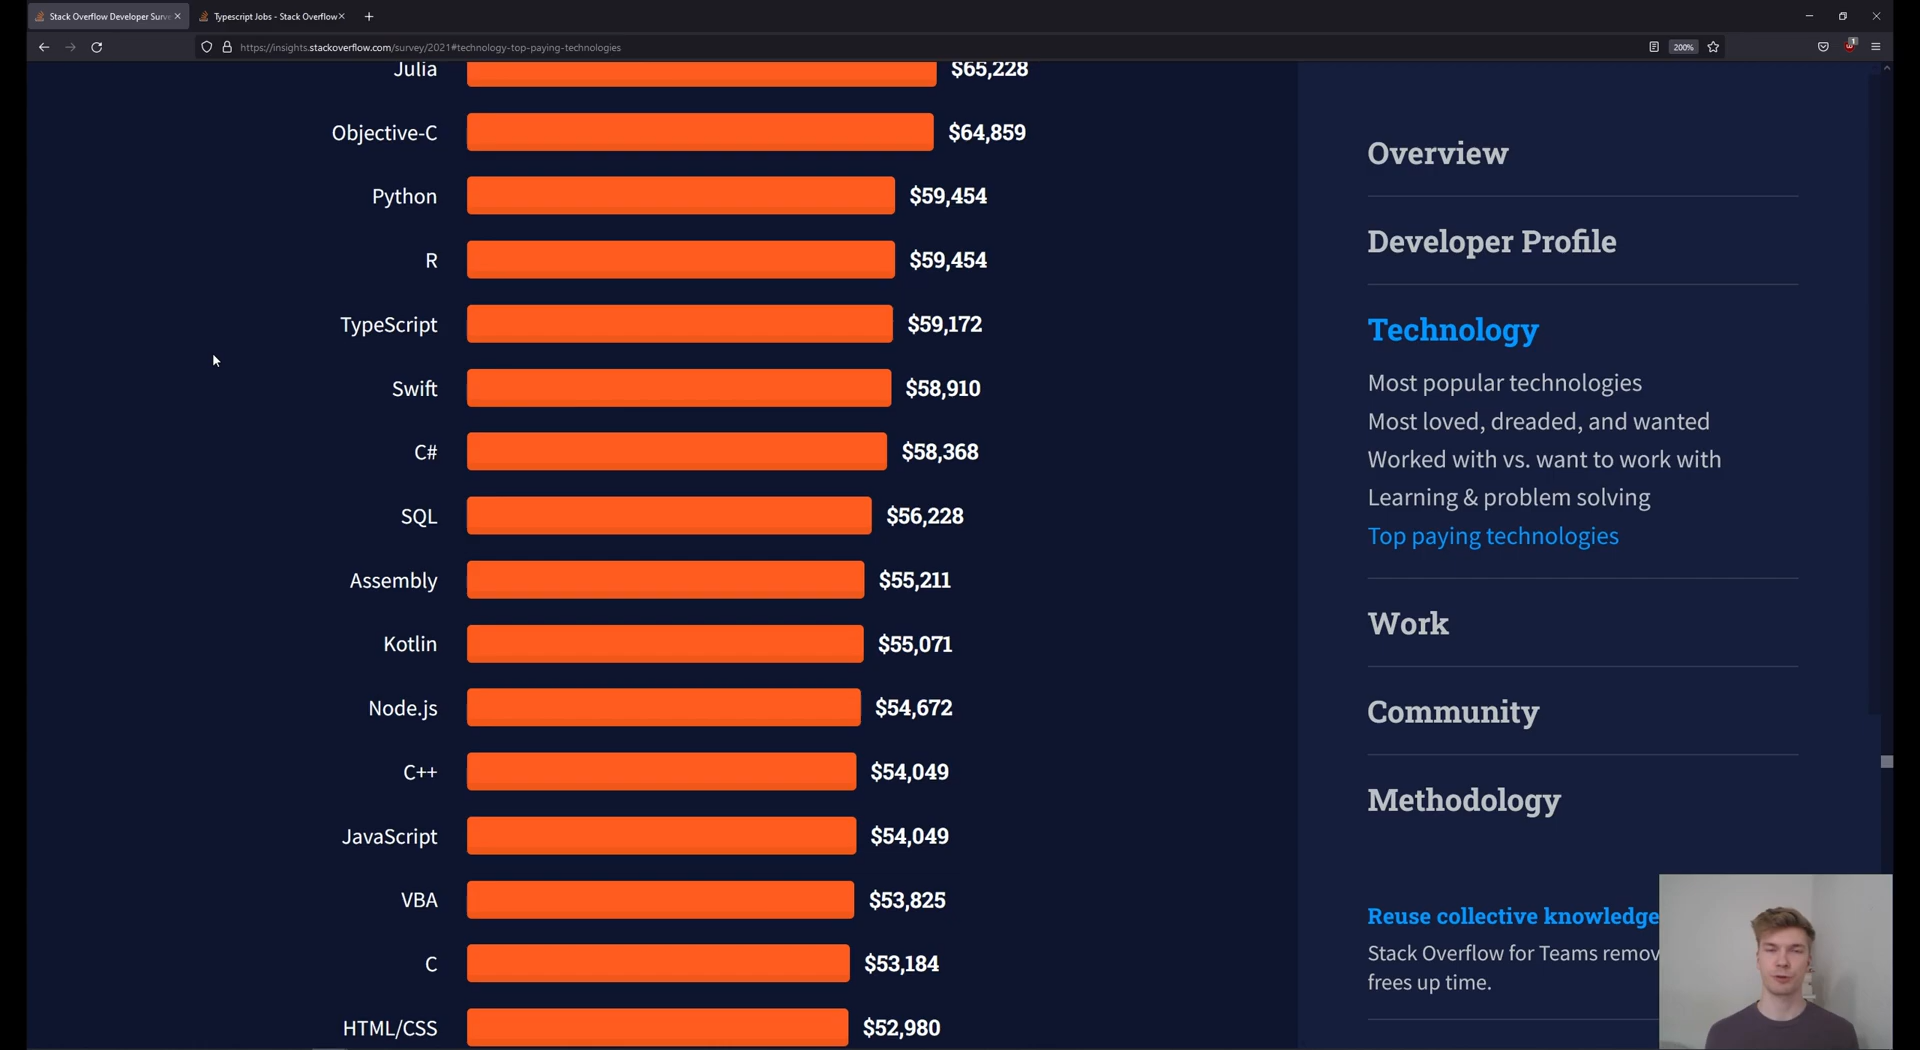 Stack Overflow Developer Surve
Typescript Jobs - Stack Overflow
https://insights.stackoverflow.com/survey/2021#technology-top-paying-technologies
200%
1
Julia $65,228
Objective-C $64,859
Python $59,454
R $59,454
TypeScript $59,172
Swift $58,910
C# $58,368
SQL $56,228
Assembly $55,211
Kotlin $55,071
Node.js $54,672
C++ $54,049
JavaScript $54,049
VBA $53,825
C $53,184
HTML/CSS $52,980
Overview
Developer Profile
Technology
Most popular technologies
Most loved, dreaded, and wanted
Worked with vs. want to work with
Learning & problem solving
Top paying technologies
Work
Community
Methodology
Reuse collective knowledge
Stack Overflow for Teams remov
frees up time.